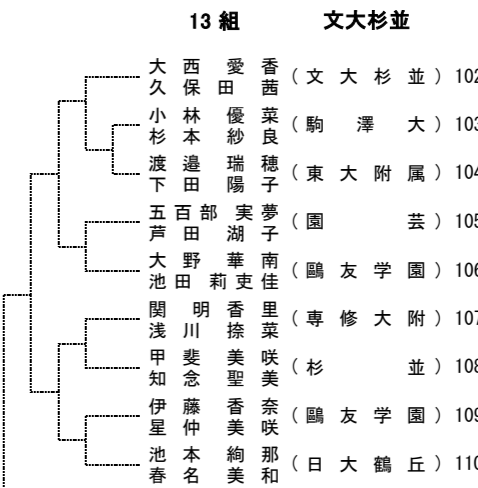 13 組 文大杉並
大西愛香
久保田茜
(文大杉並) 102
小林優菜
杉本紗良
(駒澤大) 103
渡邉瑞穂
下田陽子
(東大附属) 104
五百部実夢
芦田湖子
(園芸) 105
大野華南
池田莉吏佳
(鷗友学園) 106
関明香里
浅川捺菜
(専修大附) 107
甲斐美咲
知念聖美
(杉並) 108
伊藤香奈
星仲美咲
(鷗友学園) 109
池本絢那
春名美和
(日大鶴丘) 110